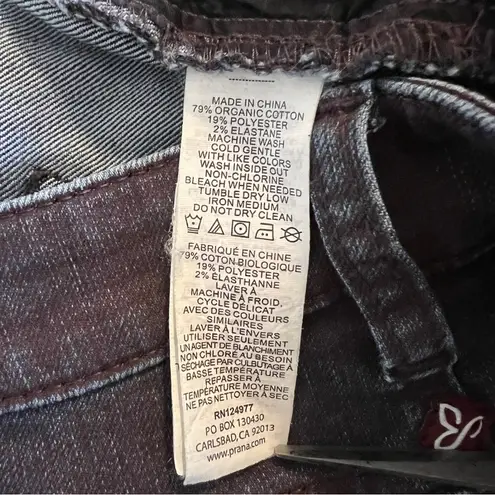 MADE IN CHINA
79% ORGANIC COTTON
19% POLYESTER
2% ELASTANE
MACHINE WASH
COLD GENTLE
WITH LIKE COLORS
WASH INSIDE OUT
NON-CHLORINE
BLEACH WHEN NEEDED
TUMBLE DRY LOW
IRON MEDIUM
DO NOT DRY CLEAN
FABRIQUÉ EN CHINE
79% COTON BIOLOGIQUE
19% POLYESTER
2% ÉLASTHANNE
LAVER À
MACHINE À FROID,
CYCLE DÉLICAT
AVEC DES COULEURS
SIMILAIRES
LAVER À L'ENVERS
UTILISER SEULEMENT
UN AGENT DE BLANCHIMENT
NON CHLORÉ AU BESOIN
SÉCHAGE PAR CULBUTAGE À
BASSE TEMPÉRATURE
REPASSER À
TEMPÉRATURE MOYENNE
NE PAS NETTOYER À SEC
RN124977
PO BOX 130430
CARLSBAD, CA 92013
www.prana.com